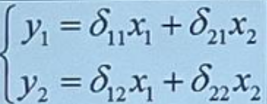 y₁ = δ₁₁x₁ + δ₂₁x₂
y₂ = δ₁₂x₁ + δ₂₂x₂